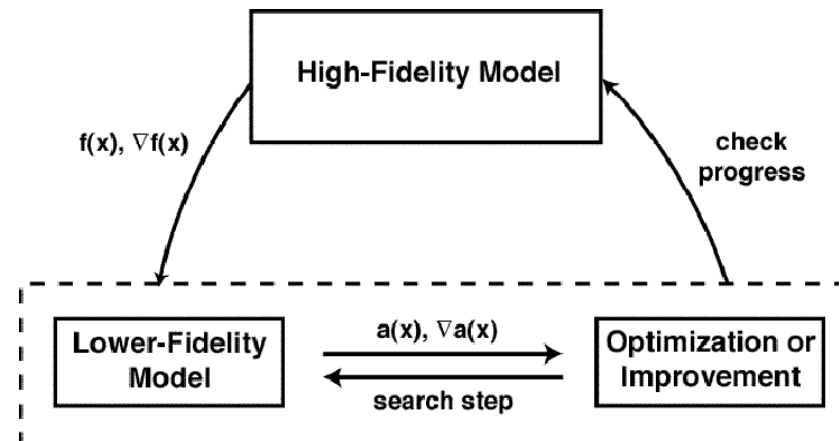 High-Fidelity Model
f(x), ∇f(x)
check
progress
Lower-Fidelity
Model
a(x), ∇a(x)
search step
Optimization or
Improvement